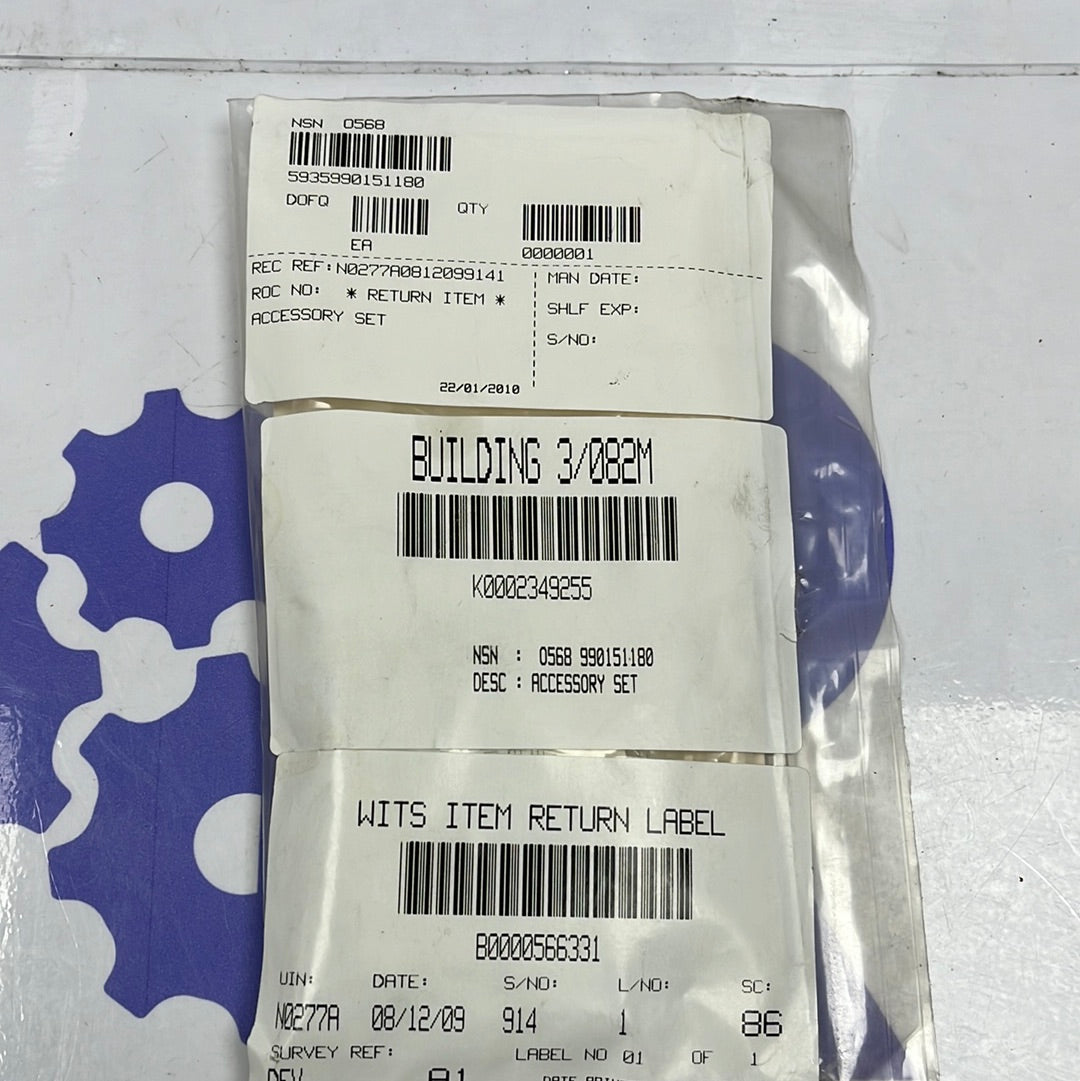 NSN 0568
5935990151180
DOFQ QTY
EA 0000001
REC REF:N0277A0812099141
ROC NO: * RETURN ITEM *
ACCESSORY SET
MAN DATE:
SHLF EXP:
S/NO:
22/01/2010
BUILDING 3/082M
K0002349255
NSN : 0568 990151180
DESC : ACCESSORY SET
WITS ITEM RETURN LABEL
B0000566331
UIN: DATE: S/NO: L/NO: SC:
N0277A 08/12/09 914 1 86
SURVEY REF: LABEL NO 01 OF 1